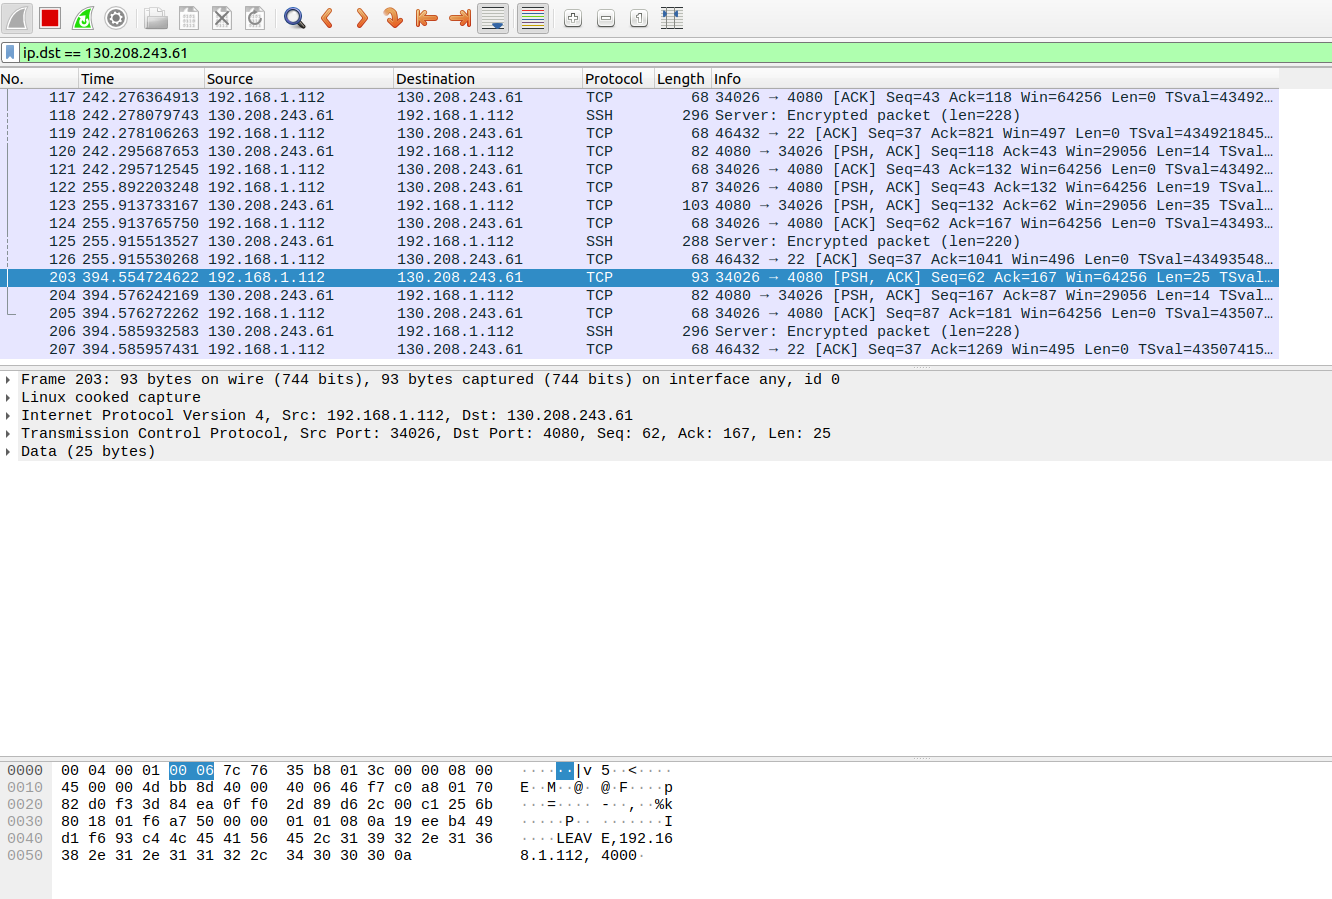 ip.dst == 130.208.243.61
No. Time Source Destination Protocol Length Info
117 242.276364913 192.168.1.112 130.208.243.61 TCP 68 34026 → 4080 [ACK] Seq=43 Ack=118 Win=64256 Len=0 TSval=43492…
118 242.278079743 130.208.243.61 192.168.1.112 SSH 296 Server: Encrypted packet (len=228)
119 242.278106263 192.168.1.112 130.208.243.61 TCP 68 46432 → 22 [ACK] Seq=37 Ack=821 Win=497 Len=0 TSval=434921845…
120 242.295687653 130.208.243.61 192.168.1.112 TCP 82 4080 → 34026 [PSH, ACK] Seq=118 Ack=43 Win=29056 Len=14 TSval…
121 242.295712545 192.168.1.112 130.208.243.61 TCP 68 34026 → 4080 [ACK] Seq=43 Ack=132 Win=64256 Len=0 TSval=43492…
122 255.892203248 192.168.1.112 130.208.243.61 TCP 87 34026 → 4080 [PSH, ACK] Seq=43 Ack=132 Win=64256 Len=19 TSval…
123 255.913733167 130.208.243.61 192.168.1.112 TCP 103 4080 → 34026 [PSH, ACK] Seq=132 Ack=62 Win=29056 Len=35 TSval…
124 255.913765750 192.168.1.112 130.208.243.61 TCP 68 34026 → 4080 [ACK] Seq=62 Ack=167 Win=64256 Len=0 TSval=43493…
125 255.915513527 130.208.243.61 192.168.1.112 SSH 288 Server: Encrypted packet (len=220)
126 255.915530268 192.168.1.112 130.208.243.61 TCP 68 46432 → 22 [ACK] Seq=37 Ack=1041 Win=496 Len=0 TSval=43493548…
203 394.554724622 192.168.1.112 130.208.243.61 TCP 93 34026 → 4080 [PSH, ACK] Seq=62 Ack=167 Win=64256 Len=25 TSval…
204 394.576242169 130.208.243.61 192.168.1.112 TCP 82 4080 → 34026 [PSH, ACK] Seq=167 Ack=87 Win=29056 Len=14 TSval…
205 394.576272262 192.168.1.112 130.208.243.61 TCP 68 34026 → 4080 [ACK] Seq=87 Ack=181 Win=64256 Len=0 TSval=43507…
206 394.585932583 130.208.243.61 192.168.1.112 SSH 296 Server: Encrypted packet (len=228)
207 394.585957431 192.168.1.112 130.208.243.61 TCP 68 46432 → 22 [ACK] Seq=37 Ack=1269 Win=495 Len=0 TSval=43507415…
Frame 203: 93 bytes on wire (744 bits), 93 bytes captured (744 bits) on interface any, id 0
Linux cooked capture
Internet Protocol Version 4, Src: 192.168.1.112, Dst: 130.208.243.61
Transmission Control Protocol, Src Port: 34026, Dst Port: 4080, Seq: 62, Ack: 167, Len: 25
Data (25 bytes)
0000 00 04 00 01 00 06 7c 76 35 b8 01 3c 00 00 08 00 ······|v 5··<····
0010 45 00 00 4d bb 8d 40 00 40 06 46 f7 c0 a8 01 70 E··M··@· @·F····p
0020 82 d0 f3 3d 84 ea 0f f0 2d 89 d6 2c 00 c1 25 6b ···=···· -··,··%k
0030 80 18 01 f6 a7 50 00 00 01 01 08 0a 19 ee b4 49 ·····P·· ·······I
0040 d1 f6 93 c4 4c 45 41 56 45 2c 31 39 32 2e 31 36 ····LEAV E,192.16
0050 38 2e 31 2e 31 31 32 2c 34 30 30 30 0a 8.1.112, 4000·